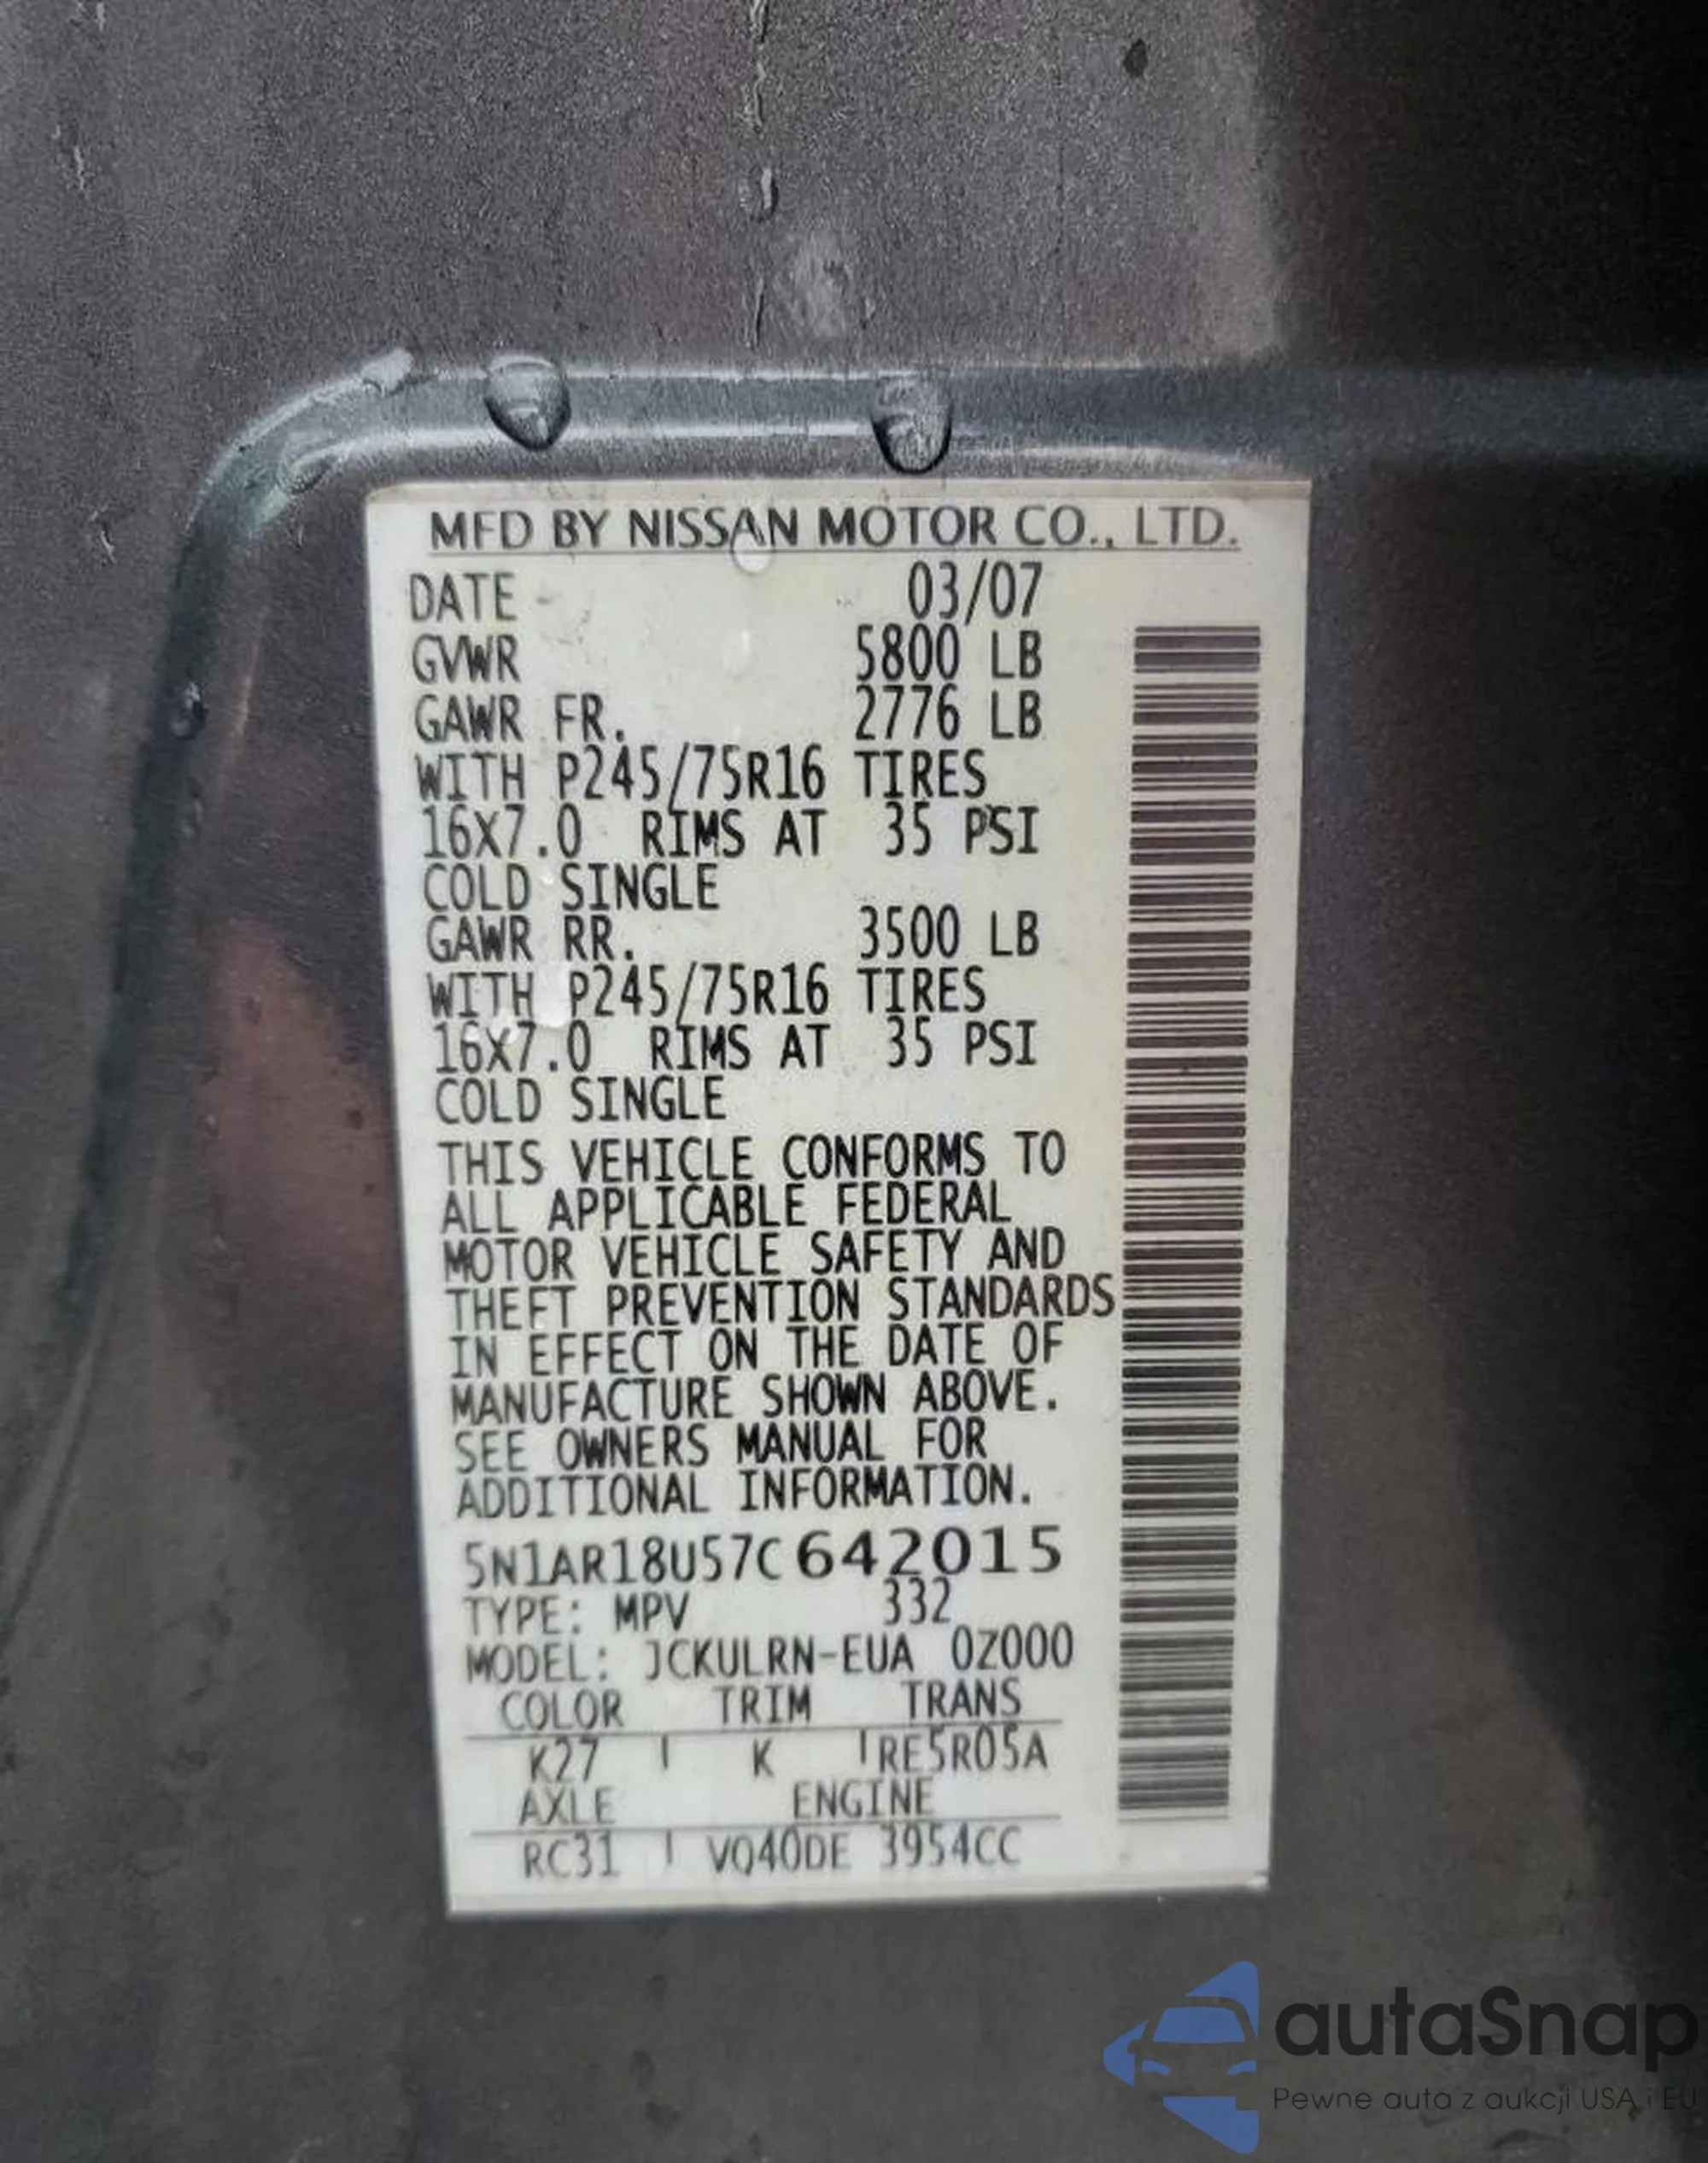 MFD BY NISSAN MOTOR CO., LTD.
DATE 03/07
GVWR 5800 LB
GAWR FR. 2776 LB
WITH P245/75R16 TIRES
16X7.0 RIMS AT 35 PSI
COLD SINGLE
GAWR RR. 3500 LB
WITH P245/75R16 TIRES
16X7.0 RIMS AT 35 PSI
COLD SINGLE
THIS VEHICLE CONFORMS TO
ALL APPLICABLE FEDERAL
MOTOR VEHICLE SAFETY AND
THEFT PREVENTION STANDARDS
IN EFFECT ON THE DATE OF
MANUFACTURE SHOWN ABOVE.
SEE OWNERS MANUAL FOR
ADDITIONAL INFORMATION.
5N1AR18U57C642015
TYPE: MPV 332
MODEL: JCKULRN-EUA 0Z000
COLOR TRIM TRANS
K27 K RE5R05A
AXLE ENGINE
RC31 VQ40DE 3954CC
autaSnap
Pewne auta z aukcji USA i EU